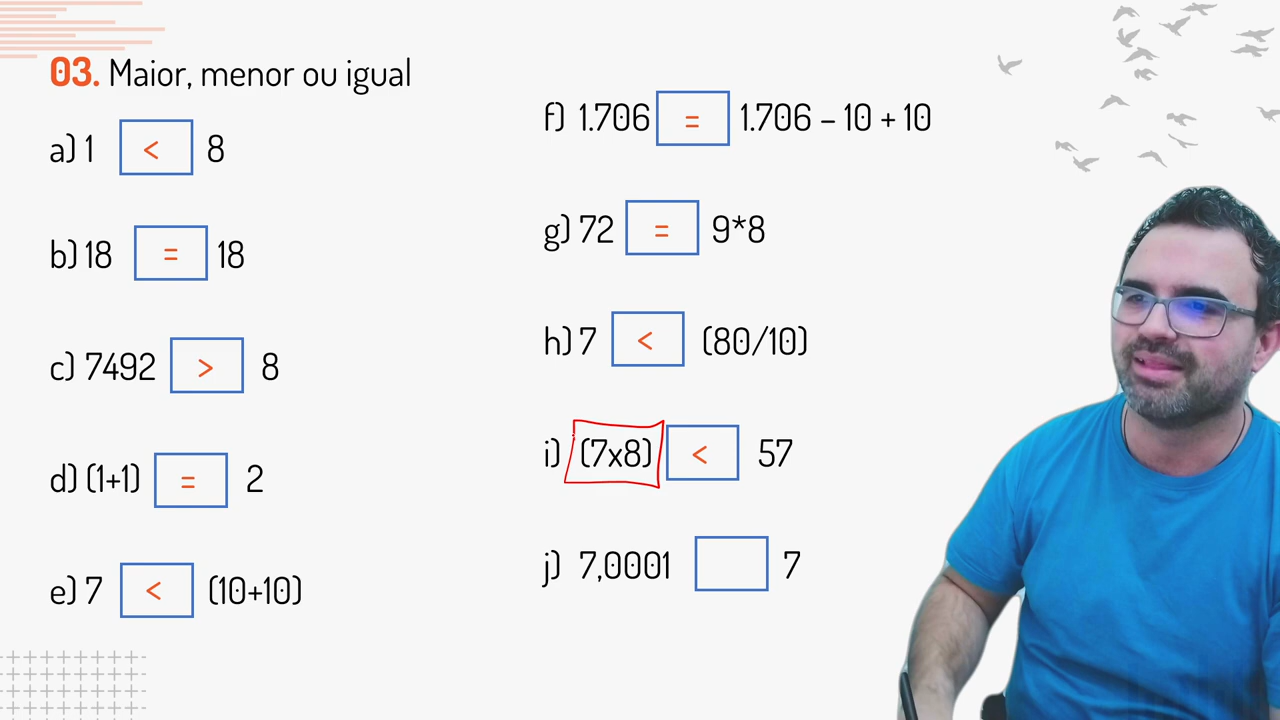 03. Maior, menor ou igual
a) 1 < 8
b) 18 = 18
c) 7492 > 8
d) (1+1) = 2
e) 7 < (10+10)
f) 1.706 = 1.706 – 10 + 10
g) 72 = 9*8
h) 7 < (80/10)
i) (7x8) < 57
j) 7,0001 7